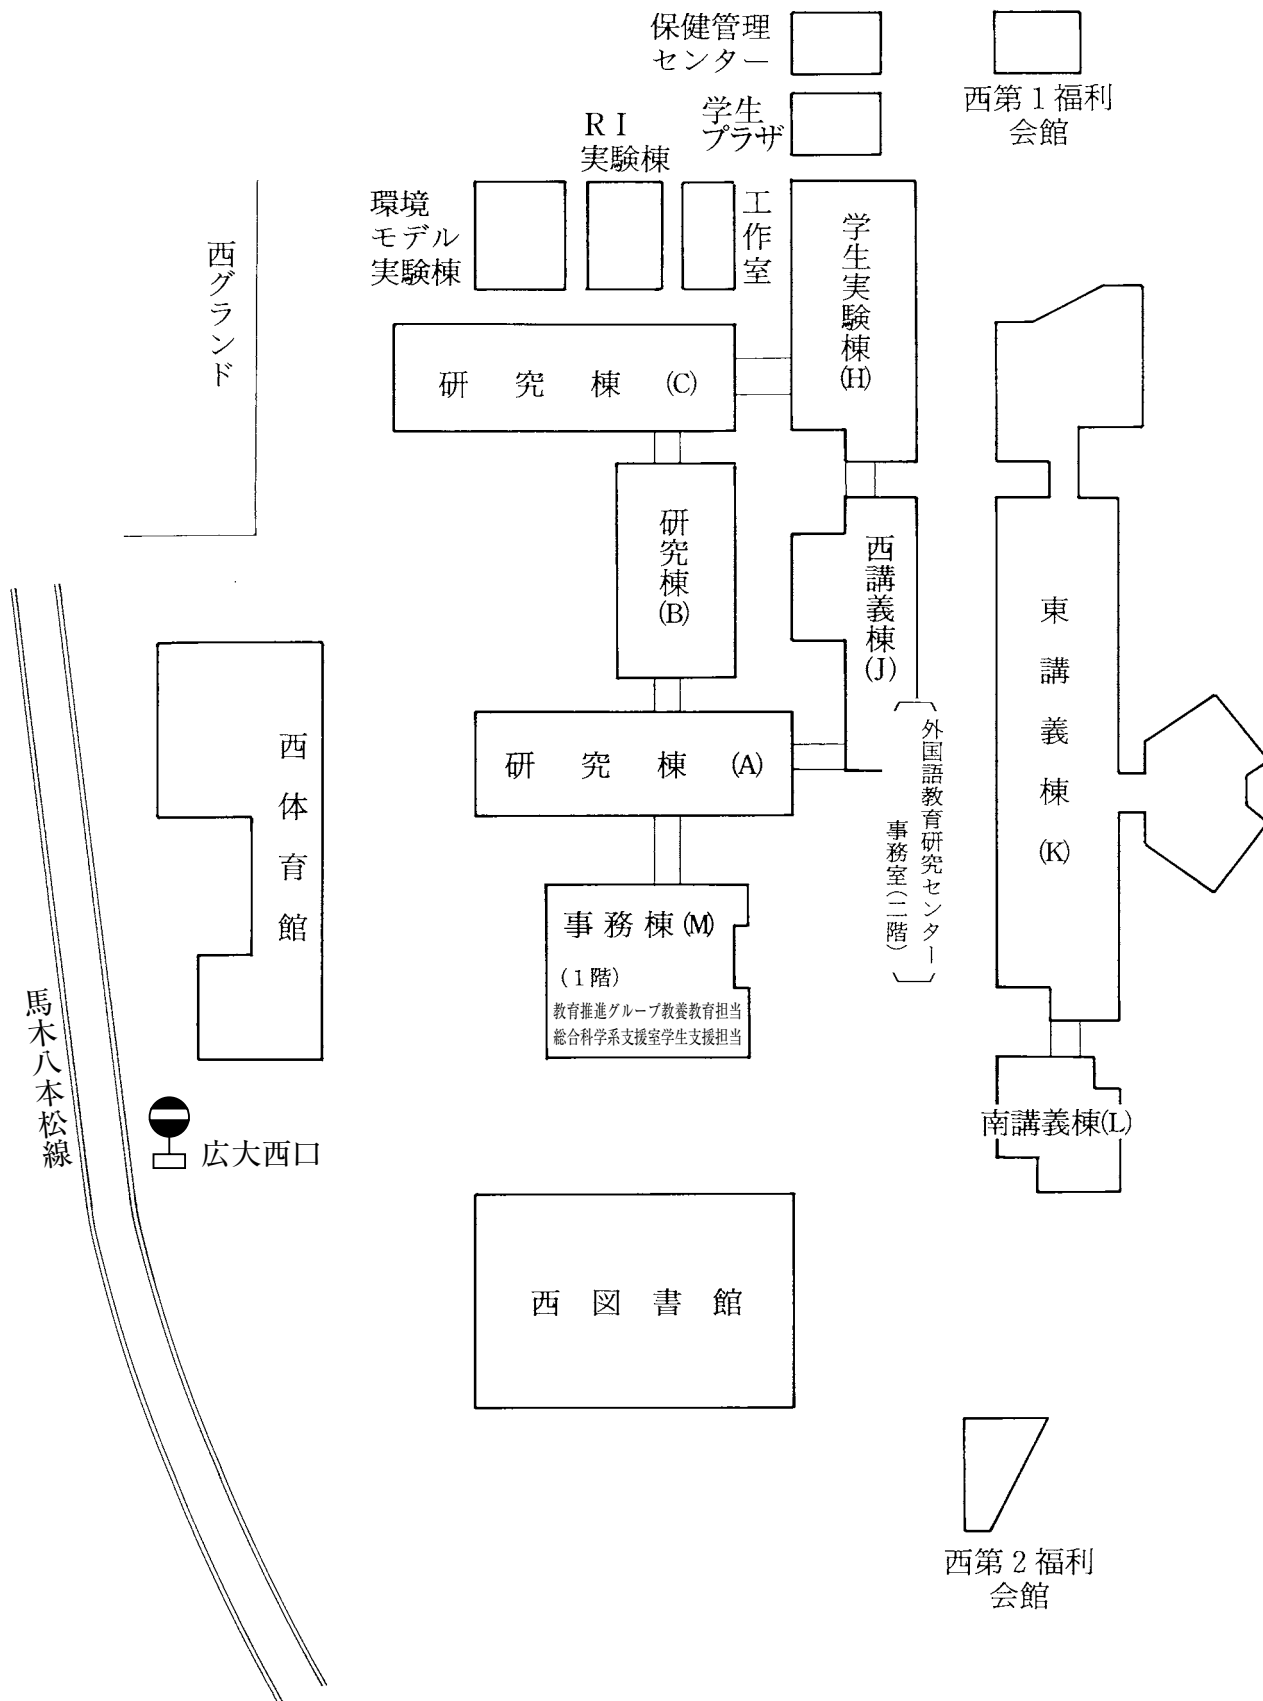 保健管理
センター
西第1福利
会館
学生
プラザ
RI
実験棟
環境
モデル
実験棟
工作室
学生実験棟(H)
西グランド
研究棟(C)
研究棟(B)
西講義棟(J)
東講義棟(K)
研究棟(A)
外国語教育研究センター
事務室(二階)
西体育館
事務棟(M)
(1階)
教育推進グループ教養教育担当
総合科学系支援室学生支援担当
馬木八本松線
広大西口
南講義棟(L)
西図書館
西第2福利
会館